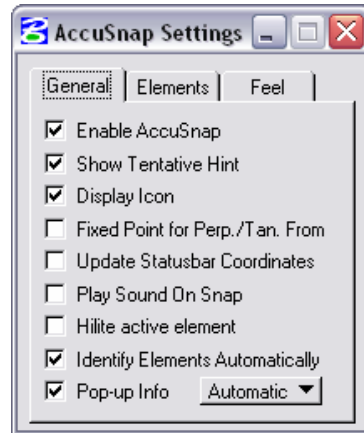 AccuSnap Settings
General Elements Feel
Enable AccuSnap
Show Tentative Hint
Display Icon
Fixed Point for Perp./Tan. From
Update Statusbar Coordinates
Play Sound On Snap
Hilite active element
Identify Elements Automatically
Pop-up Info Automatic